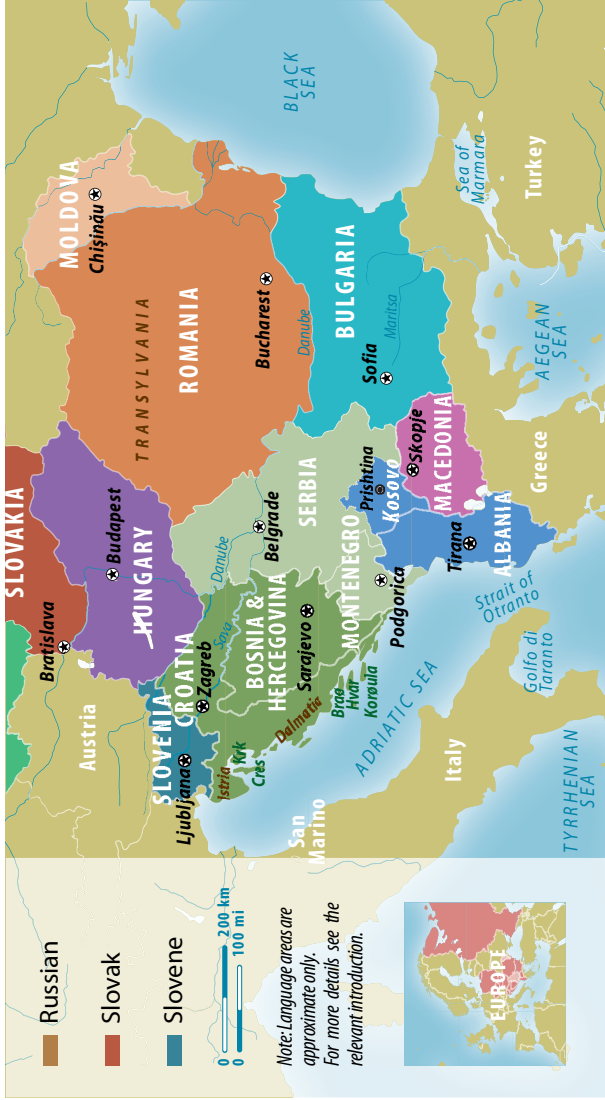 Russian
Slovak
Slovene
0 200 km
0 100 mi
Note: Language areas are
approximate only.
For more details see the
relevant introduction.
EUROPE
SLOVAKIA
Bratislava
Austria
Budapest
HUNGARY
MOLDOVA
Chişinău
TRANSYLVANIA
ROMANIA
Bucharest
Danube
BLACK
SEA
SLOVENIA
Ljubljana
CROATIA
Zagreb
Danube
Sava
Belgrade
SERBIA
BOSNIA &
HERCEGOVINA
Sarajevo
Istria
Krk
Cres
Dalmatia
Braø
Hvar
Korøula
MONTENEGRO
Podgorica
Prishtina
Kosovo
BULGARIA
Sofia
Maritsa
Skopje
MACEDONIA
Tirana
ALBANIA
San
Marino
ADRIATIC SEA
Italy
Strait of
Otranto
Golfo di
Taranto
TYRRHENIAN
SEA
Greece
AEGEAN
SEA
Sea of
Marmara
Turkey